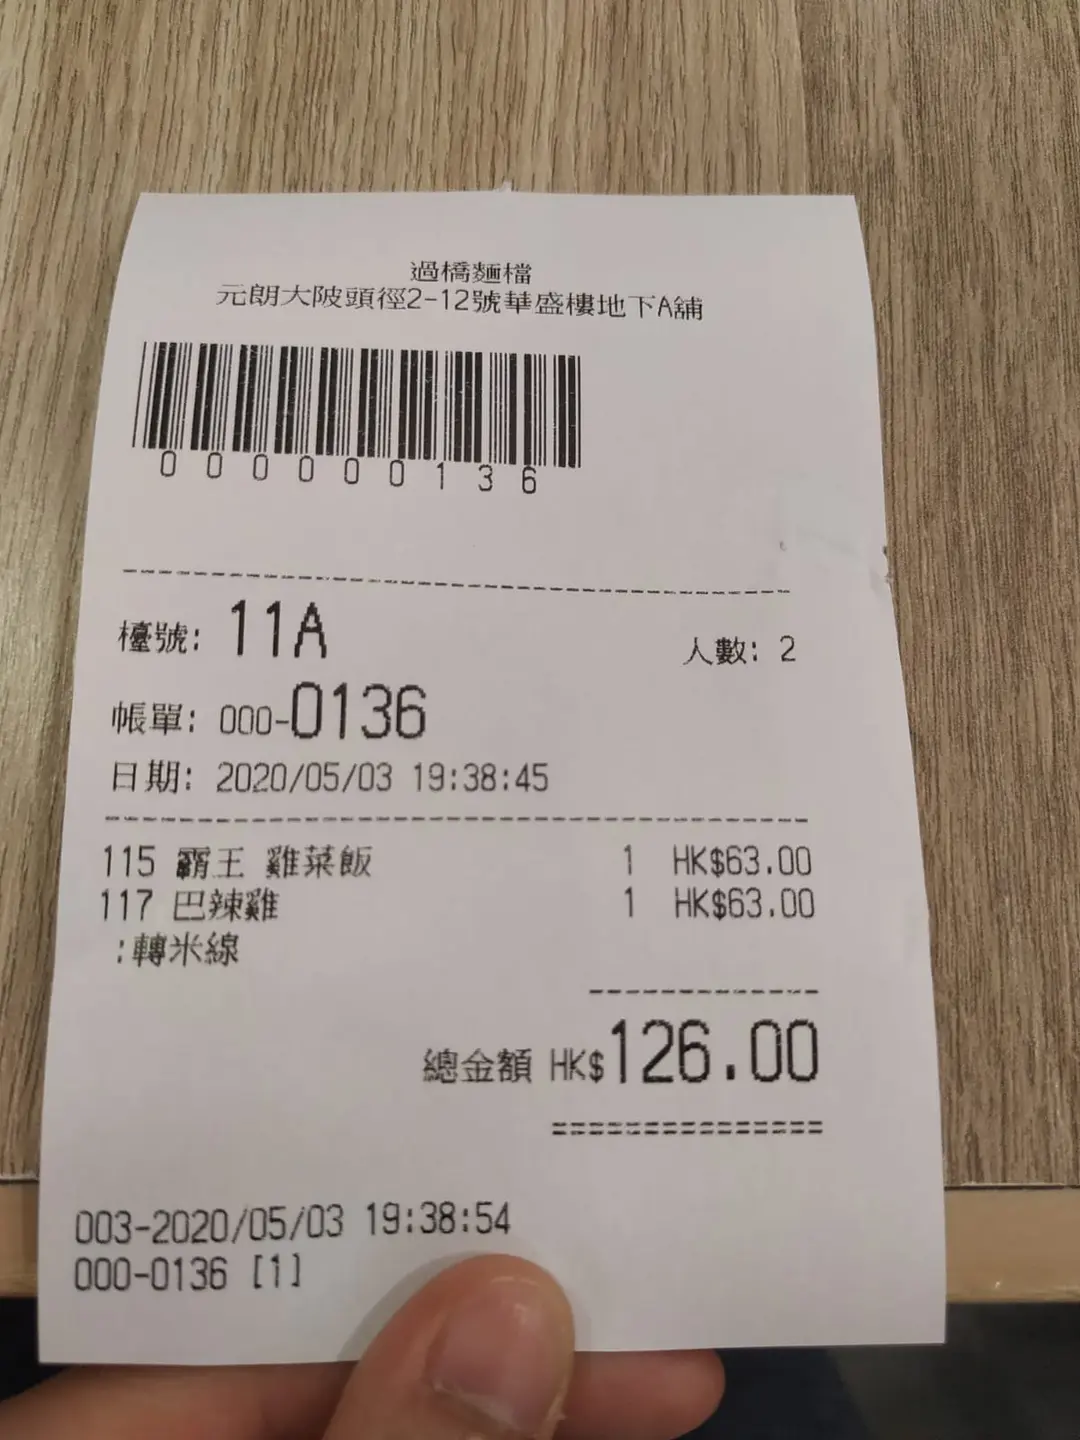 過橋麵檔
元朗大陂頭徑2-12號華盛樓地下A舖
000000136
檯號: 11A 人數: 2
帳單: 000-0136
日期: 2020/05/03 19:38:45
115 霸王 雞菜飯 1 HK$63.00
117 巴辣雞 1 HK$63.00
:轉米線
總金額 HK$126.00
003-2020/05/03 19:38:54
000-0136 [1]